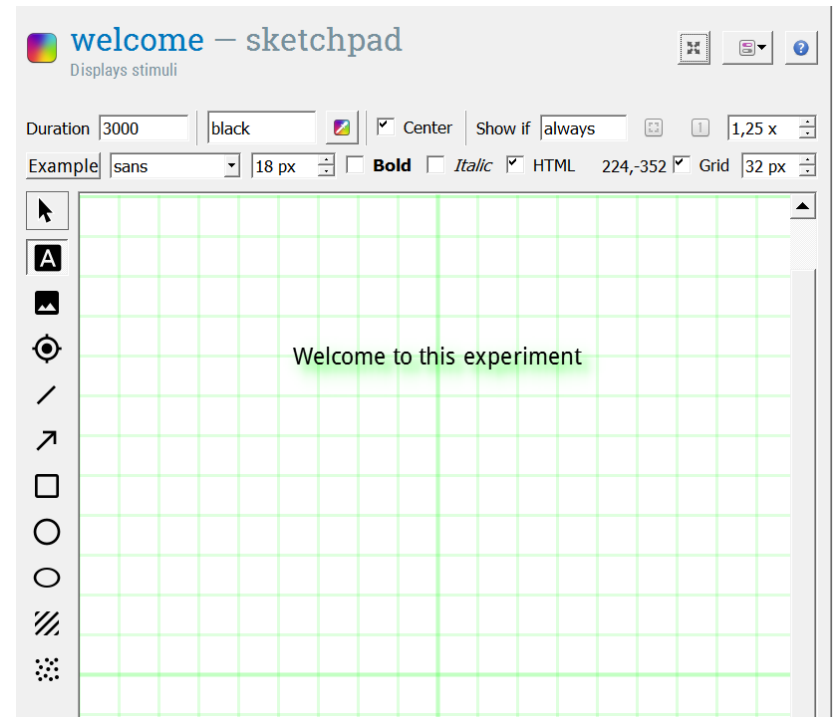 welcome — sketchpad
Displays stimuli
Duration 3000 black Center Show if always 1 1,25 x
Example sans 18 px Bold Italic HTML 224,-352 Grid 32 px
A
Welcome to this experiment